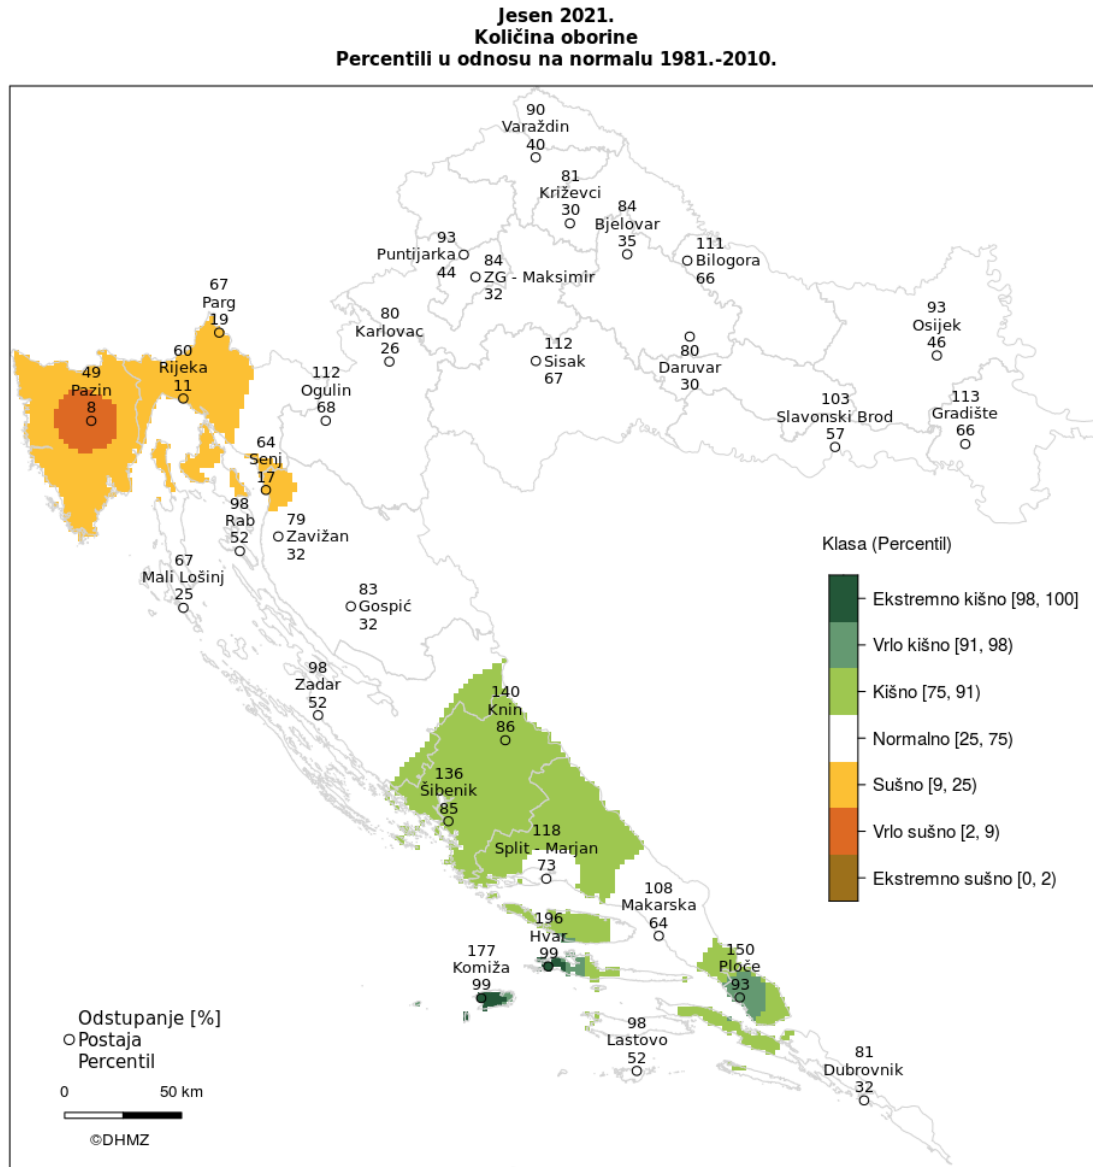 Jesen 2021.
Količina oborine
Percentili u odnosu na normalu 1981.-2010.
90
Varaždin
40
81
Križevci
30
84
Bjelovar
35
93
Puntijarka
44
84
ZG - Maksimir
32
111
Bilogora
66
67
Parg
19
80
Karlovac
26
93
Osijek
46
60
Rijeka
11
112
Sisak
67
80
Daruvar
30
49
Pazin
8
112
Ogulin
68
103
Slavonski Brod
57
113
Gradište
66
64
Senj
17
98
Rab
52
79
Zavižan
32
67
Mali Lošinj
25
83
Gospić
32
98
Zadar
52
140
Knin
86
136
Šibenik
85
118
Split - Marjan
73
108
Makarska
64
196
Hvar
99
177
Komiža
99
150
Ploče
93
98
Lastovo
52
81
Dubrovnik
32
Klasa (Percentil)
Ekstremno kišno [98, 100]
Vrlo kišno [91, 98)
Kišno [75, 91)
Normalno [25, 75)
Sušno [9, 25)
Vrlo sušno [2, 9)
Ekstremno sušno [0, 2)
Odstupanje [%]
Postaja
Percentil
0 50 km
©DHMZ